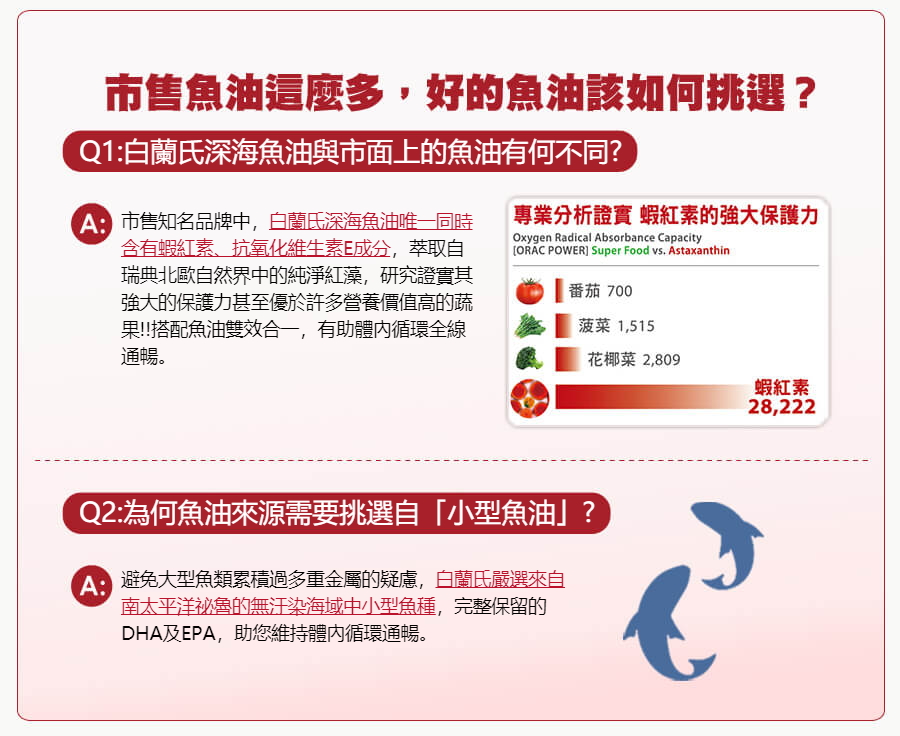 市售魚油這麼多，好的魚油該如何挑選？
Q1:白蘭氏深海魚油與市面上的魚油有何不同?
A:
市售知名品牌中，白蘭氏深海魚油唯一同時
含有蝦紅素、抗氧化維生素E成分，萃取自
瑞典北歐自然界中的純淨紅藻，研究證實其
強大的保護力甚至優於許多營養價值高的蔬
果!!搭配魚油雙效合一，有助體內循環全線
通暢。
專業分析證實 蝦紅素的強大保護力
Oxygen Radical Absorbance Capacity
[ORAC POWER] Super Food vs. Astaxanthin
番茄 700
菠菜 1,515
花椰菜 2,809
蝦紅素
28,222
Q2:為何魚油來源需要挑選自「小型魚油」?
A:
避免大型魚類累積過多重金屬的疑慮，白蘭氏嚴選來自
南太平洋祕魯的無汙染海域中小型魚種，完整保留的
DHA及EPA，助您維持體內循環通暢。